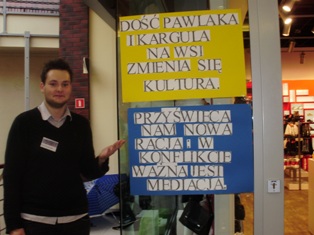 DOŚĆ PAWLAKA
I KARGULA
NA WSI
ZMIENIA SIĘ
KULTURA.
PRZYŚWIECA
NAM NOWA
RACJA: W
KONFLIKCIE
WAŻNA JEST
MEDIACJA.